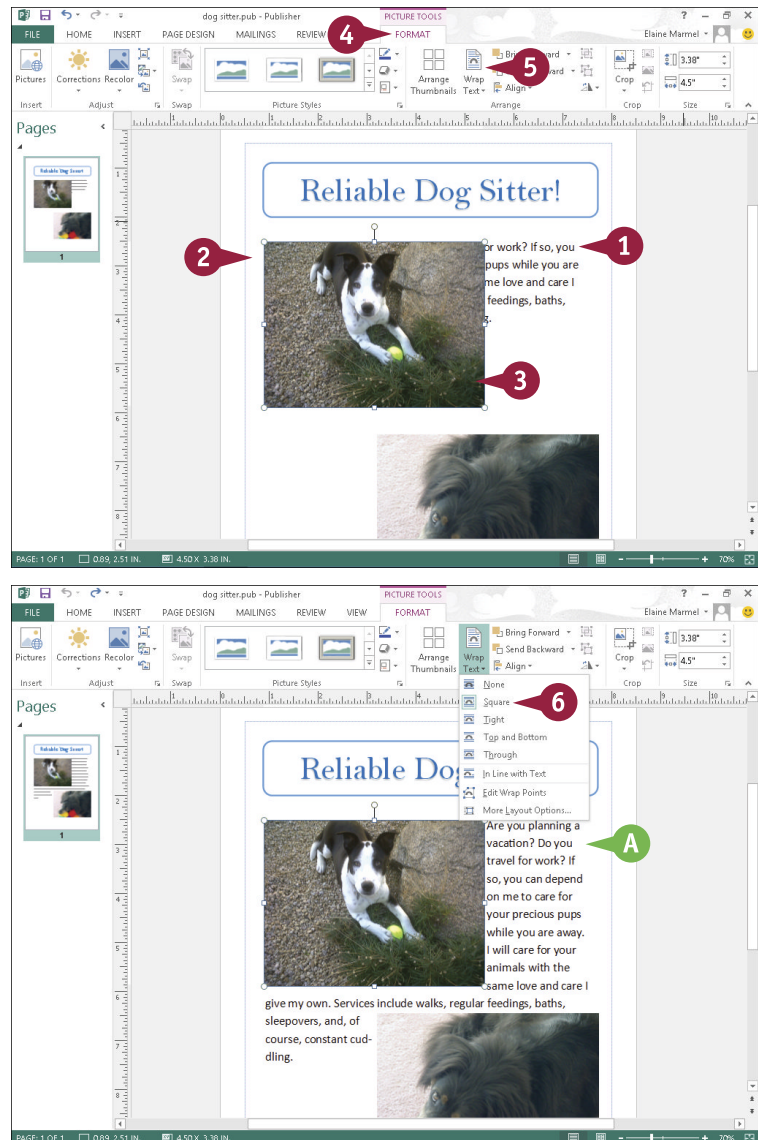 dog sitter.pub - Publisher
PICTURE TOOLS
FILE HOME INSERT PAGE DESIGN MAILINGS REVIEW FORMAT
Elaine Marmel
4
5
Pictures
Corrections Recolor
Swap
Arrange
Thumbnails
Wrap
Text
Align
Crop
3.38"
4.5"
Insert
Adjust
Swap
Picture Styles
Arrange
Crop
Size
Pages
Reliable Dog Sitter!
1
Reliable Dog Sitter!
2
or work? If so, you
1
pups while you are
me love and care I
feedings, baths,
g.
3
PAGE: 1 OF 1
0.89, 2.51 IN.
4.50 X 3.38 IN.
70%
dog sitter.pub - Publisher
PICTURE TOOLS
FILE HOME INSERT PAGE DESIGN MAILINGS REVIEW VIEW FORMAT
Elaine Marmel
Pictures
Corrections Recolor
Swap
Arrange
Thumbnails
Wrap
Text
Bring Forward
Send Backward
Align
Crop
3.38"
4.5"
Insert
Adjust
Swap
Picture Styles
Crop
Size
None
Square
6
Tight
Top and Bottom
Through
In Line with Text
Edit Wrap Points
More Layout Options...
Pages
Reliable Dog Sitter!
1
Reliable Dog
Are you planning a
vacation? Do you
A
travel for work? If
so, you can depend
on me to care for
your precious pups
while you are away.
I will care for your
animals with the
same love and care I
give my own. Services include walks, regular feedings, baths,
sleepovers, and, of
course, constant cud-
dling.
PAGE: 1 OF 1
0.89, 2.51 IN.
4.50 X 3.38 IN.
70%